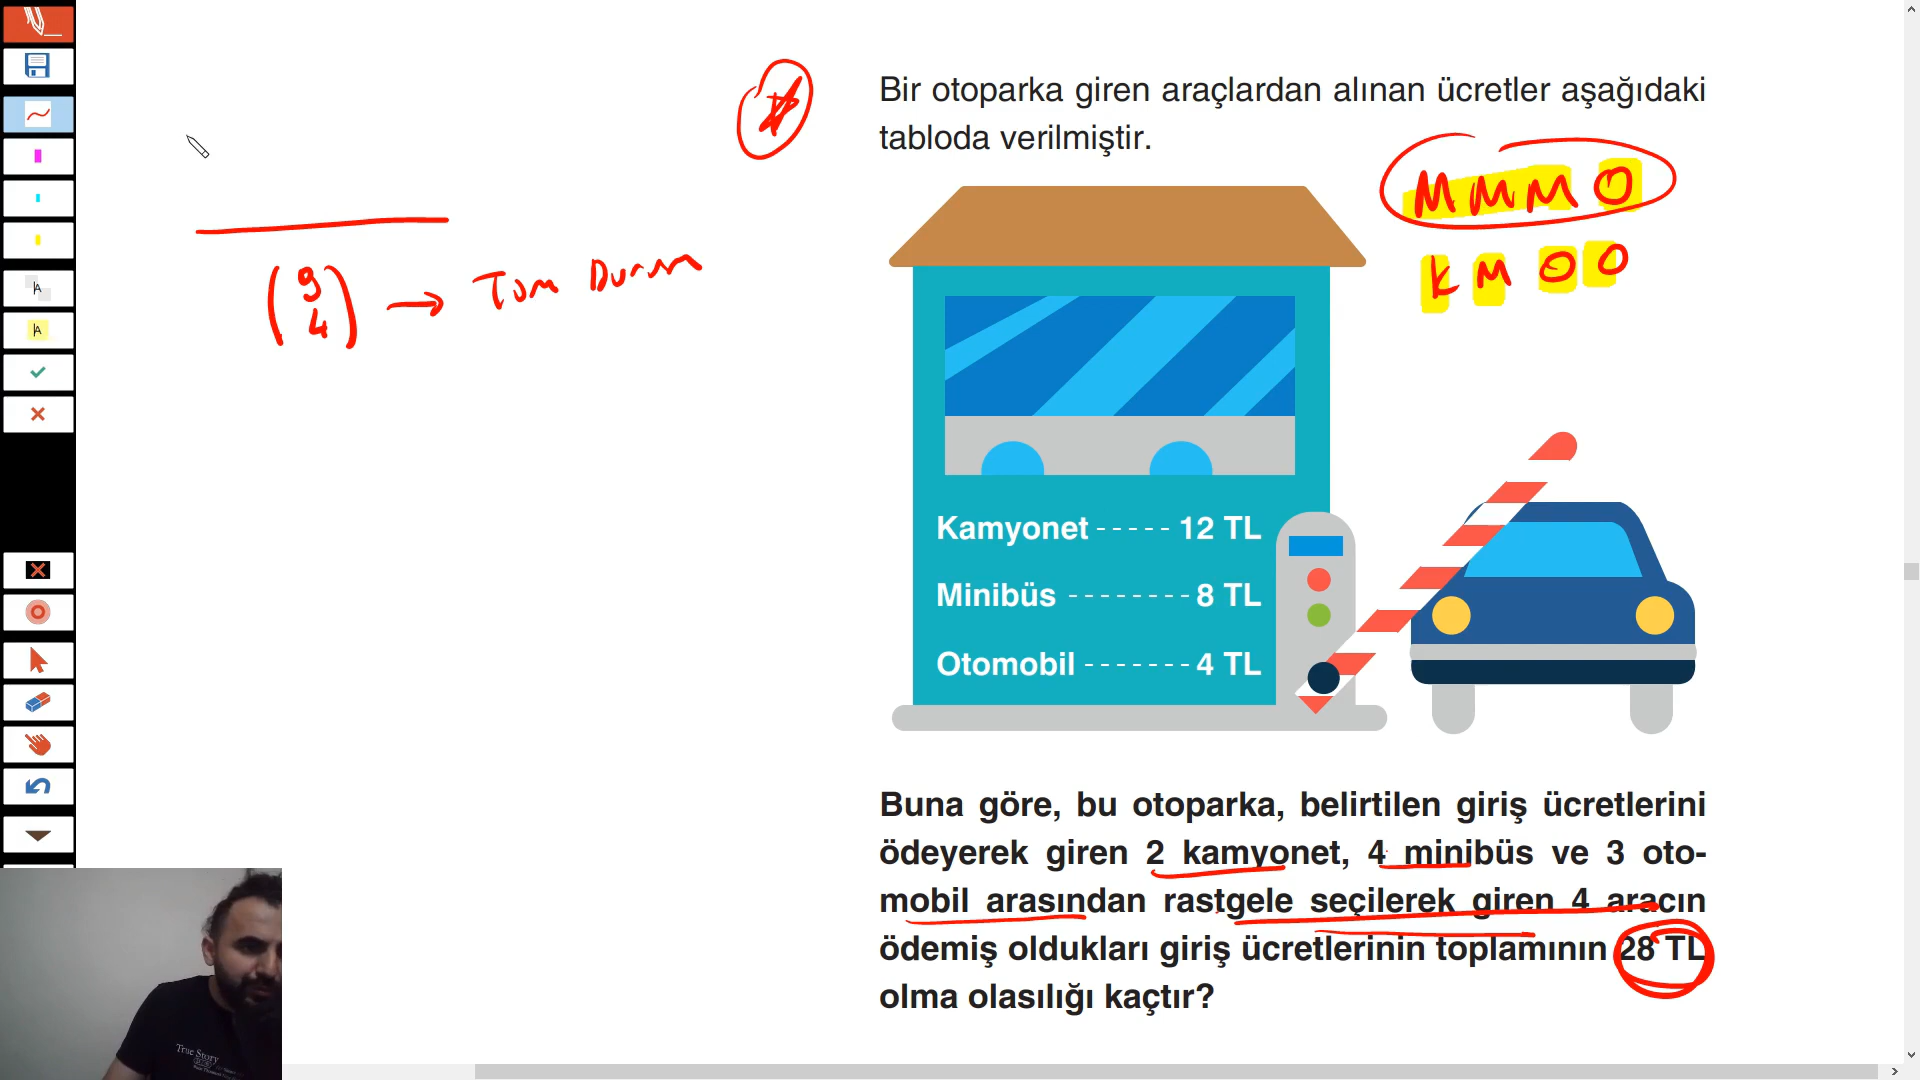 Bir otoparka giren araçlardan alınan ücretler aşağıdaki
tabloda verilmiştir.
M M M O
K M O O
(9
4) → Tüm Durum
Kamyonet ----- 12 TL
Minibüs -------- 8 TL
Otomobil ------- 4 TL
Buna göre, bu otoparka, belirtilen giriş ücretlerini
ödeyerek giren 2 kamyonet, 4 minibüs ve 3 oto-
mobil arasından rastgele seçilerek giren 4 aracın
ödemiş oldukları giriş ücretlerinin toplamının 28 TL
olma olasılığı kaçtır?
True Story